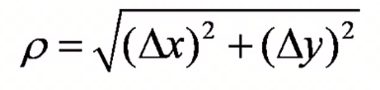 ρ = √((Δx)² + (Δy)²)